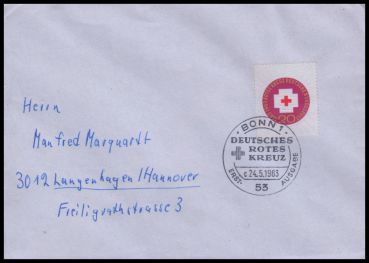 Herrn
Manfred Marquardt
3012 Langenhagen/Hannover
Freiligrathstrasse 3
20
BONN 1
DEUTSCHES
ROTES
KREUZ
c 24.5.1963
ERST-
AUSGABE
53